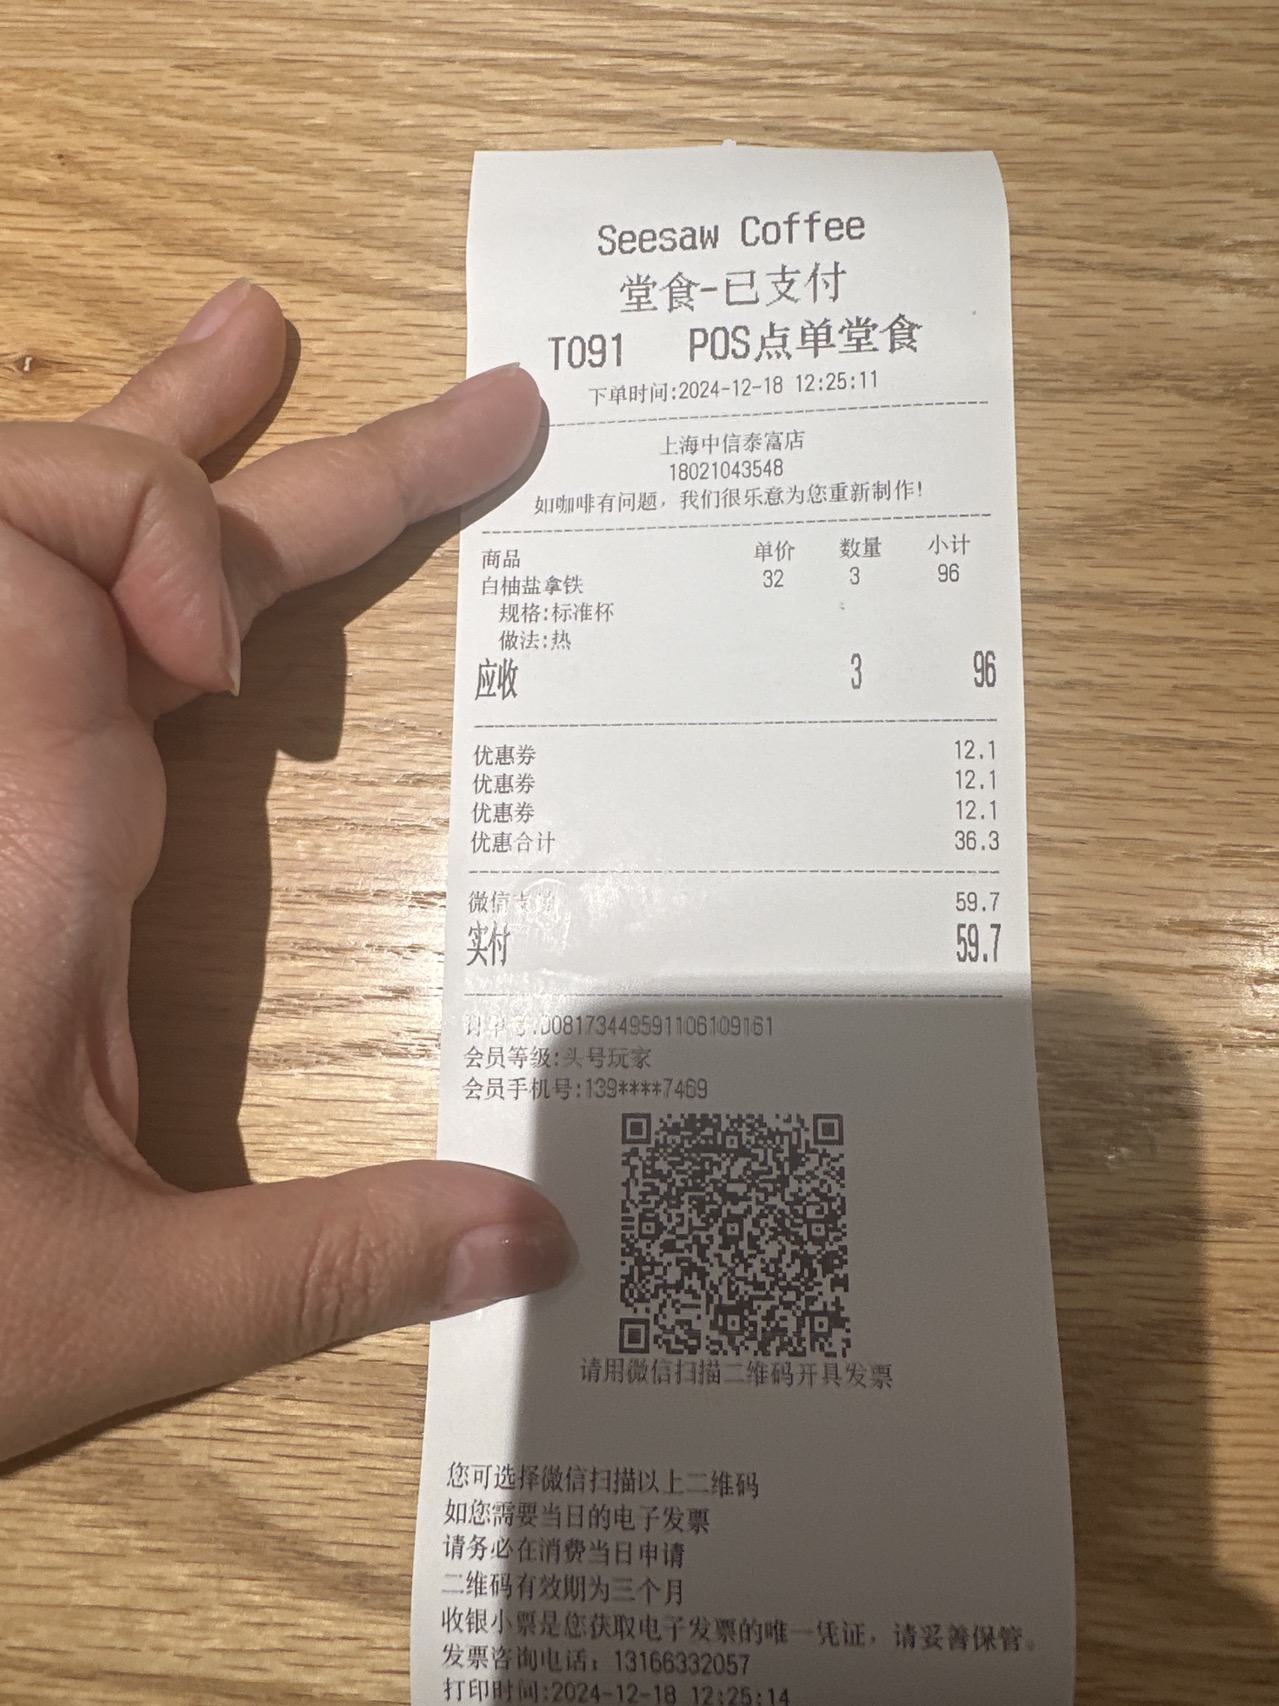 Seesaw Coffee
堂食-已支付
T091 POS点单堂食
下单时间:2024-12-18 12:25:11
上海中信泰富店
18021043548
如咖啡有问题，我们很乐意为您重新制作！
商品 单价 数量 小计
白柚盐拿铁 32 3 96
规格:标准杯
做法:热
应收 3 96
优惠券 12.1
优惠券 12.1
优惠券 12.1
优惠合计 36.3
微信支付 59.7
实付 59.7
订单号:D08173449591106109161
会员等级:头号玩家
会员手机号:139****7469
请用微信扫描二维码开具发票
您可选择微信扫描以上二维码
如您需要当日的电子发票
请务必在消费当日申请
二维码有效期为三个月
收银小票是您获取电子发票的唯一凭证，请妥善保管。
发票咨询电话：13166332057
打印时间:2024-12-18 12:25:14